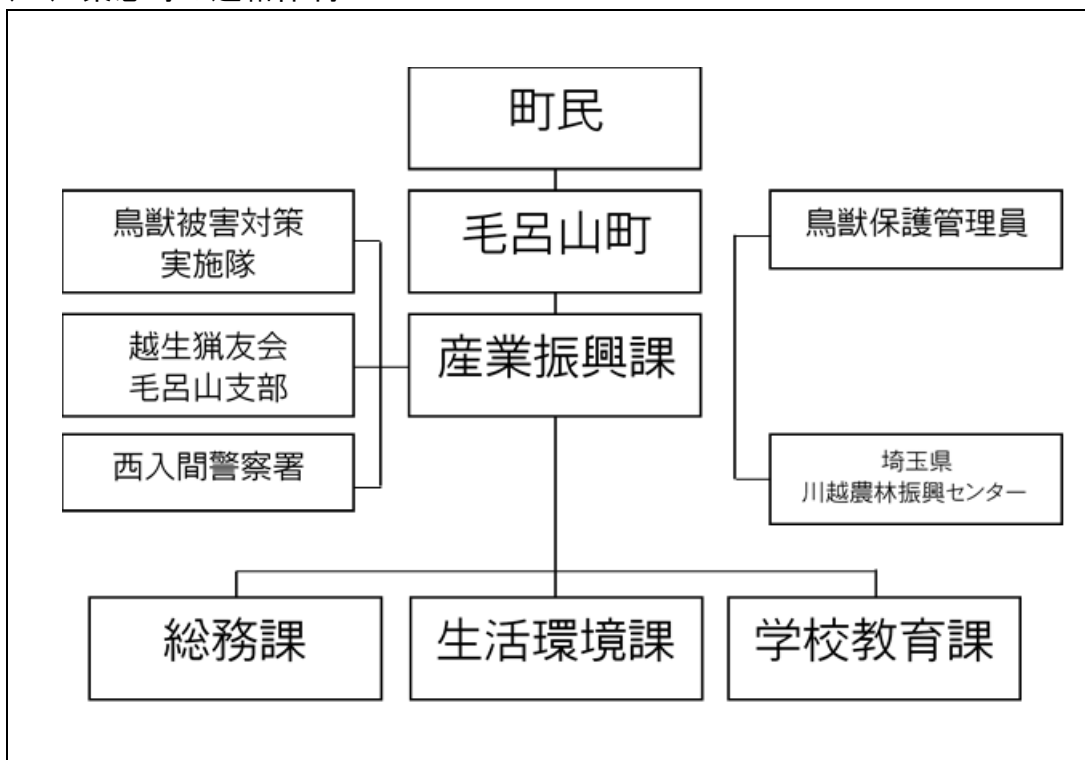 町民
毛呂山町
産業振興課
鳥獣被害対策
実施隊
越生猟友会
毛呂山支部
西入間警察署
鳥獣保護管理員
埼玉県
川越農林振興センター
総務課
生活環境課
学校教育課